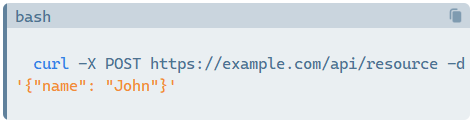 bash
curl -X POST https://example.com/api/resource -d
'{"name": "John"}'